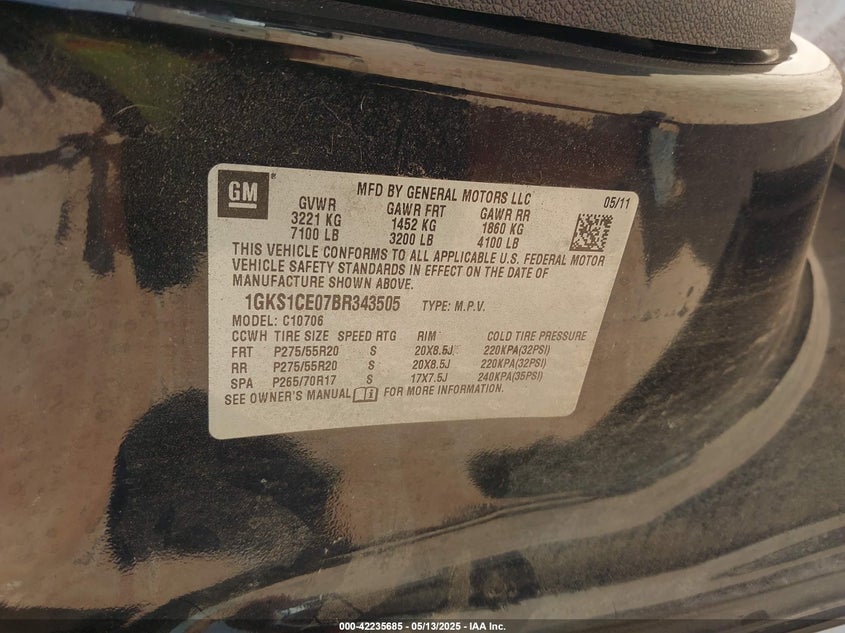 GM ®
MFD BY GENERAL MOTORS LLC
05/11
GVWR GAWR FRT GAWR RR
3221 KG 1452 KG 1860 KG
7100 LB 3200 LB 4100 LB
THIS VEHICLE CONFORMS TO ALL APPLICABLE U.S. FEDERAL MOTOR
VEHICLE SAFETY STANDARDS IN EFFECT ON THE DATE OF
MANUFACTURE SHOWN ABOVE.
1GKS1CE07BR343505 TYPE: M.P.V.
MODEL: C10706
CCWH TIRE SIZE SPEED RTG RIM COLD TIRE PRESSURE
FRT P275/55R20 S 20X8.5J 220KPA(32PSI)
RR P275/55R20 S 20X8.5J 220KPA(32PSI)
SPA P265/70R17 S 17X7.5J 240KPA(35PSI)
SEE OWNER'S MANUAL i FOR MORE INFORMATION.
000-42235685 - 05/13/2025 - IAA Inc.